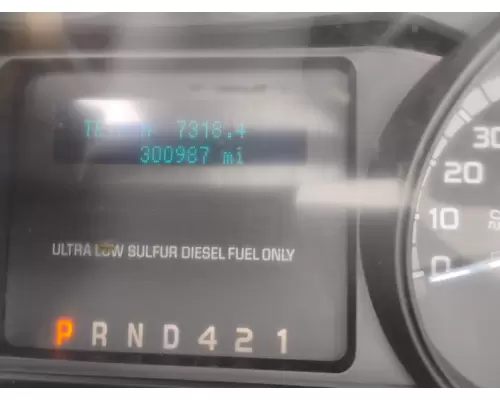 7318.4
300987 mi
ULTRA LOW SULFUR DIESEL FUEL ONLY
P R N D 4 2 1
30
20
10
0